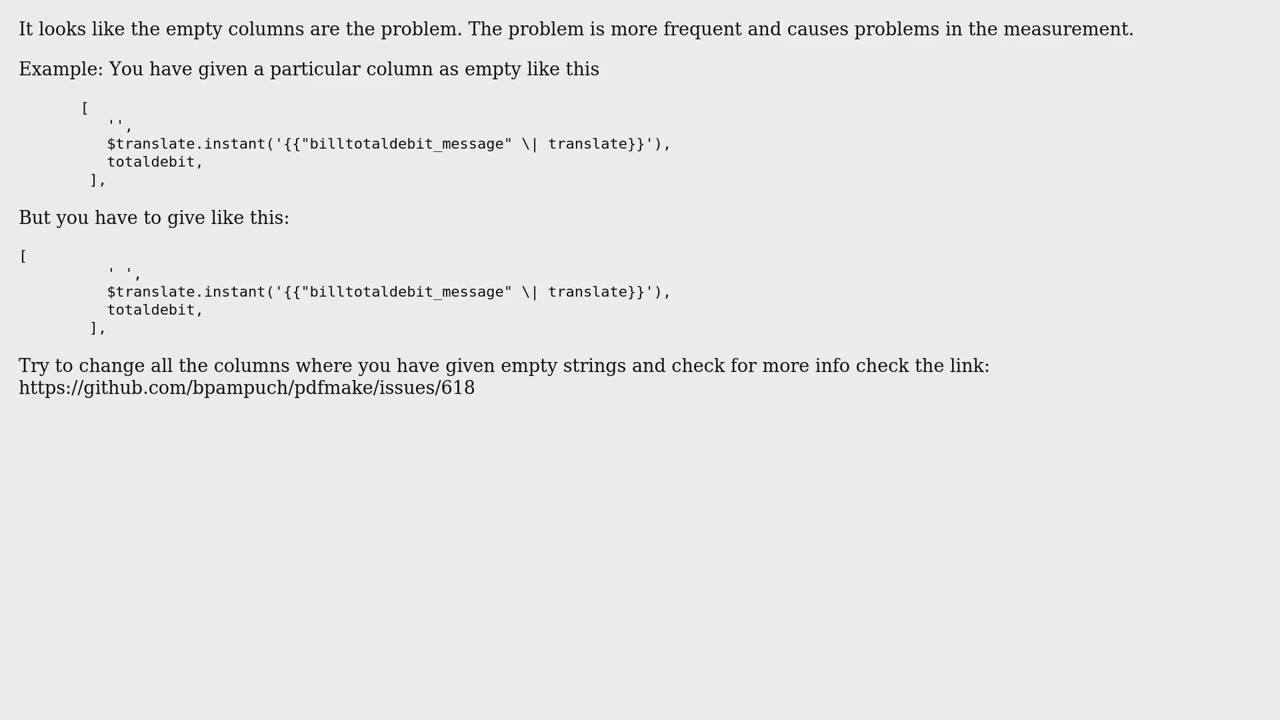 It looks like the empty columns are the problem. The problem is more frequent and causes problems in the measurement.
Example: You have given a particular column as empty like this
[
'',
$translate.instant('{{"billtotaldebit_message" \| translate}}'),
totaldebit,
],
But you have to give like this:
[
' ',
$translate.instant('{{"billtotaldebit_message" \| translate}}'),
totaldebit,
],
Try to change all the columns where you have given empty strings and check for more info check the link:
https://github.com/bpampuch/pdfmake/issues/618